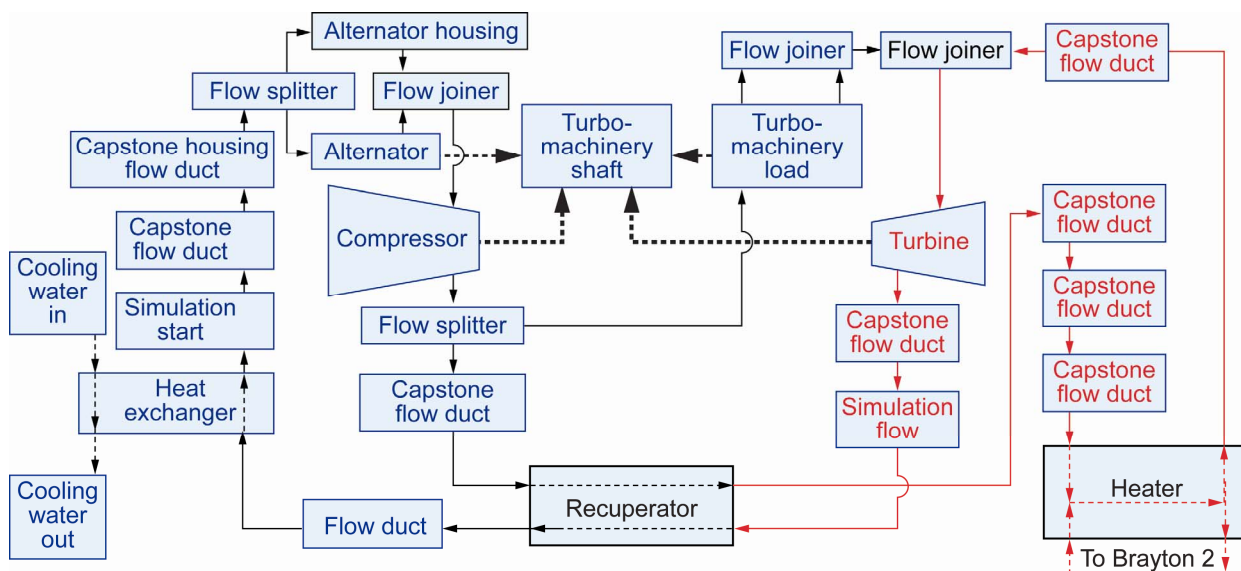 Alternator housing
Flow splitter
Flow joiner
Alternator
Capstone housing
flow duct
Capstone
flow duct
Simulation
start
Cooling
water
in
Heat
exchanger
Cooling
water
out
Flow duct
Compressor
Flow splitter
Capstone
flow duct
Recuperator
Turbo-
machinery
shaft
Flow joiner
Turbo-
machinery
load
Flow joiner
Capstone
flow duct
Turbine
Capstone
flow duct
Simulation
flow
Capstone
flow duct
Capstone
flow duct
Capstone
flow duct
Heater
To Brayton 2